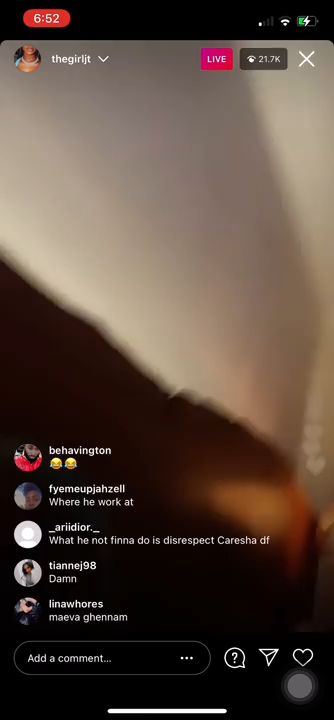 6:52
thegirljt
LIVE
21.7K
behavington
😂😂
fyemeupjahzell
Where he work at
_ariidior._
What he not finna do is disrespect Caresha df
tiannej98
Damn
linawhores
maeva ghennam
Add a comment...